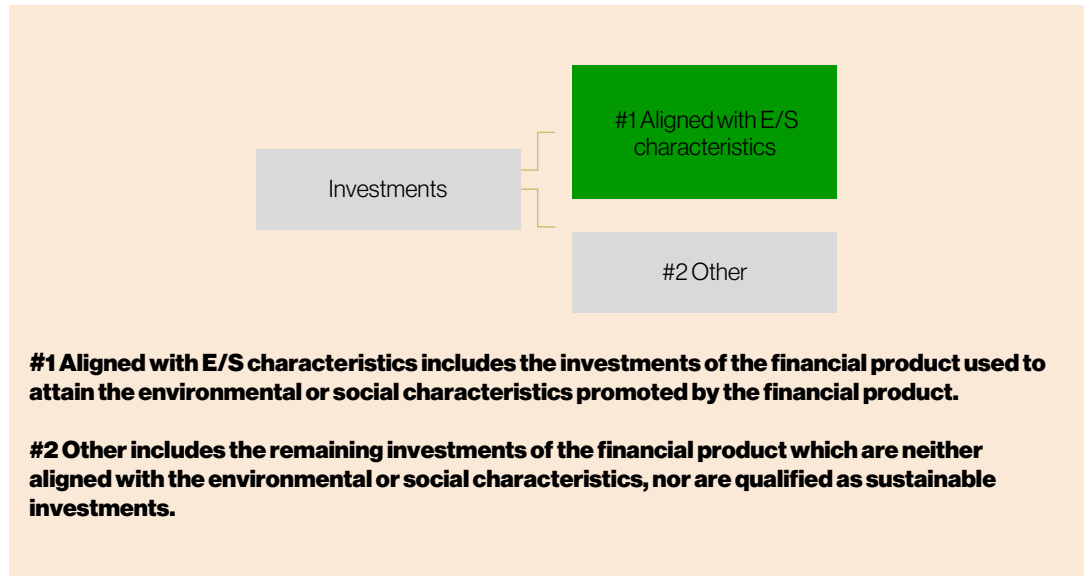 #1 Aligned with E/S
characteristics
Investments
#2 Other
#1 Aligned with E/S characteristics includes the investments of the financial product used to
attain the environmental or social characteristics promoted by the financial product.
#2 Other includes the remaining investments of the financial product which are neither
aligned with the environmental or social characteristics, nor are qualified as sustainable
investments.